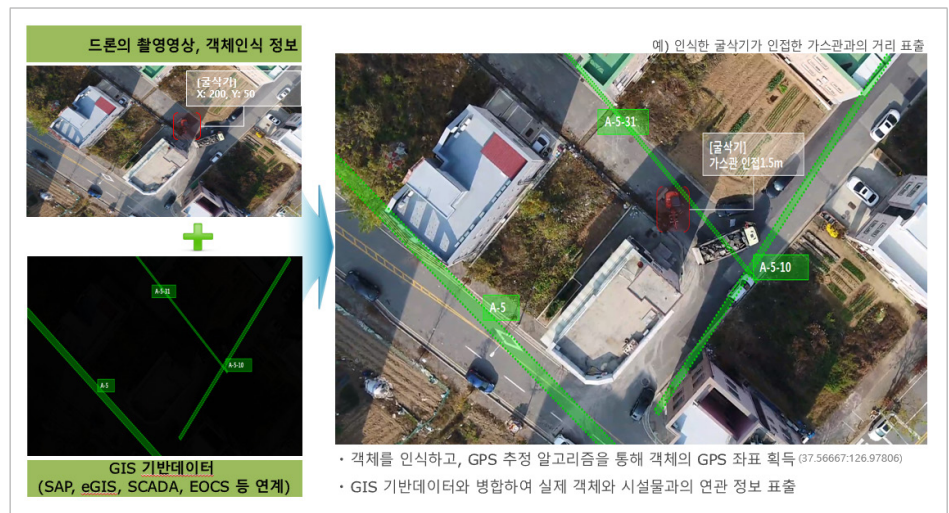 드론의 촬영영상, 객체인식 정보
[굴삭기]
X: 200, Y: 50
A-5-31
A-5-10
A-5
GIS 기반데이터
(SAP, eGIS, SCADA, EOCS 등 연계)
예) 인식한 굴삭기가 인접한 가스관과의 거리 표출
A-5-31
[굴삭기]
가스관 인접1.5m
A-5-10
A-5
· 객체를 인식하고, GPS 추정 알고리즘을 통해 객체의 GPS 좌표 획득 (37.56667:126.97806)
· GIS 기반데이터와 병합하여 실제 객체와 시설물과의 연관 정보 표출